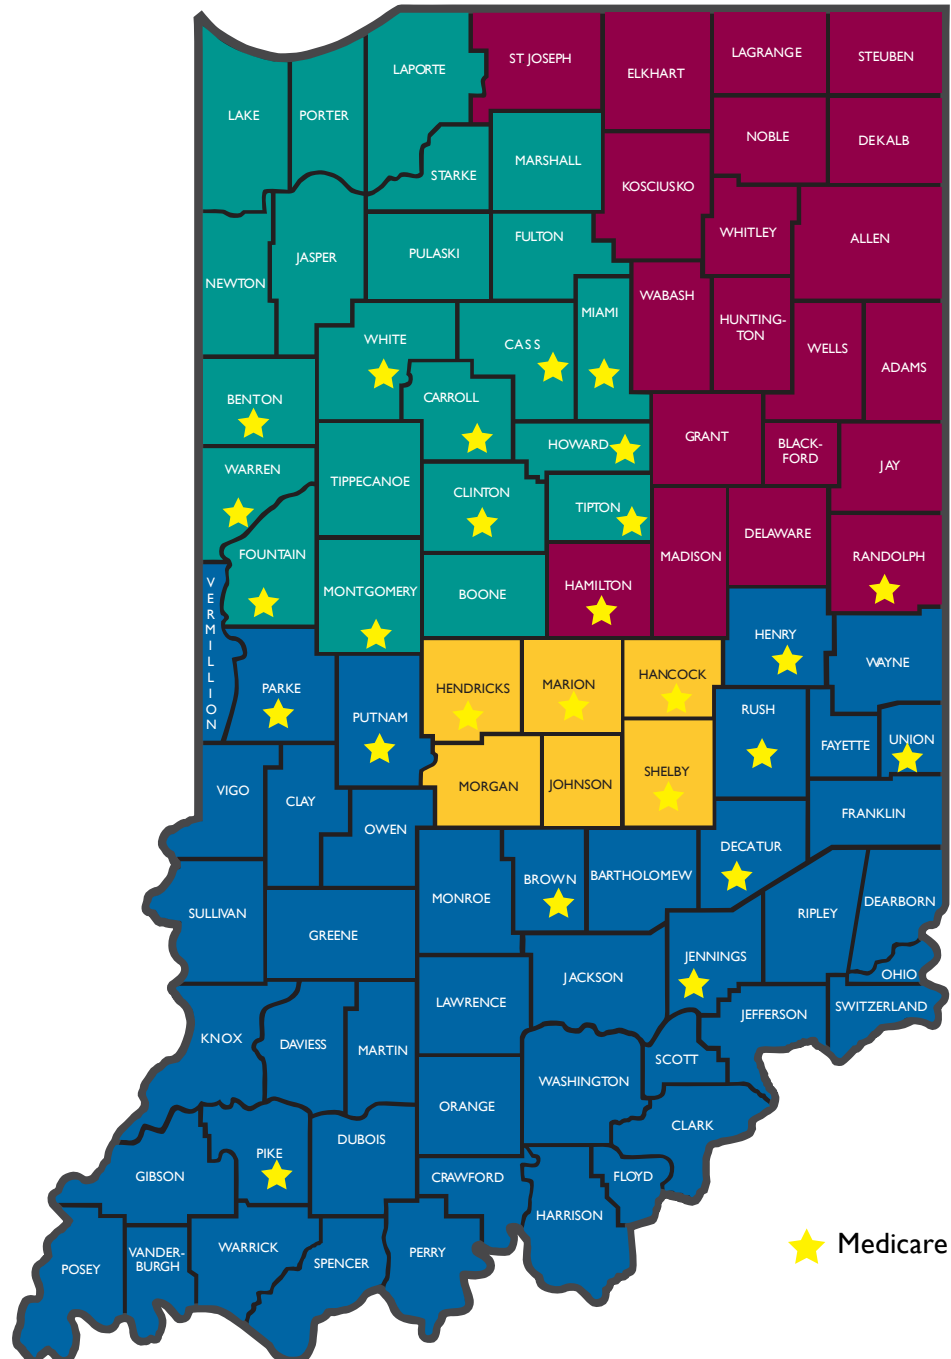 ST JOSEPH
LAGRANGE
STEUBEN
LAPORTE
ELKHART
LAKE
PORTER
NOBLE
DEKALB
MARSHALL
STARKE
KOSCIUSKO
WHITLEY
ALLEN
FULTON
PULASKI
JASPER
NEWTON
WABASH
MIAMI
HUNTING-
TON
WHITE
CASS
WELLS
ADAMS
CARROLL
BENTON
GRANT
HOWARD
BLACK-
FORD
JAY
WARREN
TIPPECANOE
CLINTON
TIPTON
DELAWARE
FOUNTAIN
MADISON
RANDOLPH
VERMILLION
MONTGOMERY
BOONE
HAMILTON
HENRY
WAYNE
HANCOCK
PARKE
HENDRICKS
MARION
PUTNAM
RUSH
FAYETTE
UNION
SHELBY
VIGO
CLAY
MORGAN
JOHNSON
FRANKLIN
OWEN
DECATUR
BROWN
BARTHOLOMEW
MONROE
DEARBORN
SULLIVAN
RIPLEY
GREENE
JENNINGS
JACKSON
OHIO
LAWRENCE
SWITZERLAND
JEFFERSON
KNOX
DAVIESS
MARTIN
SCOTT
WASHINGTON
ORANGE
CLARK
DUBOIS
PIKE
GIBSON
CRAWFORD
FLOYD
HARRISON
WARRICK
PERRY
VANDER-
BURGH
SPENCER
POSEY
Medicare